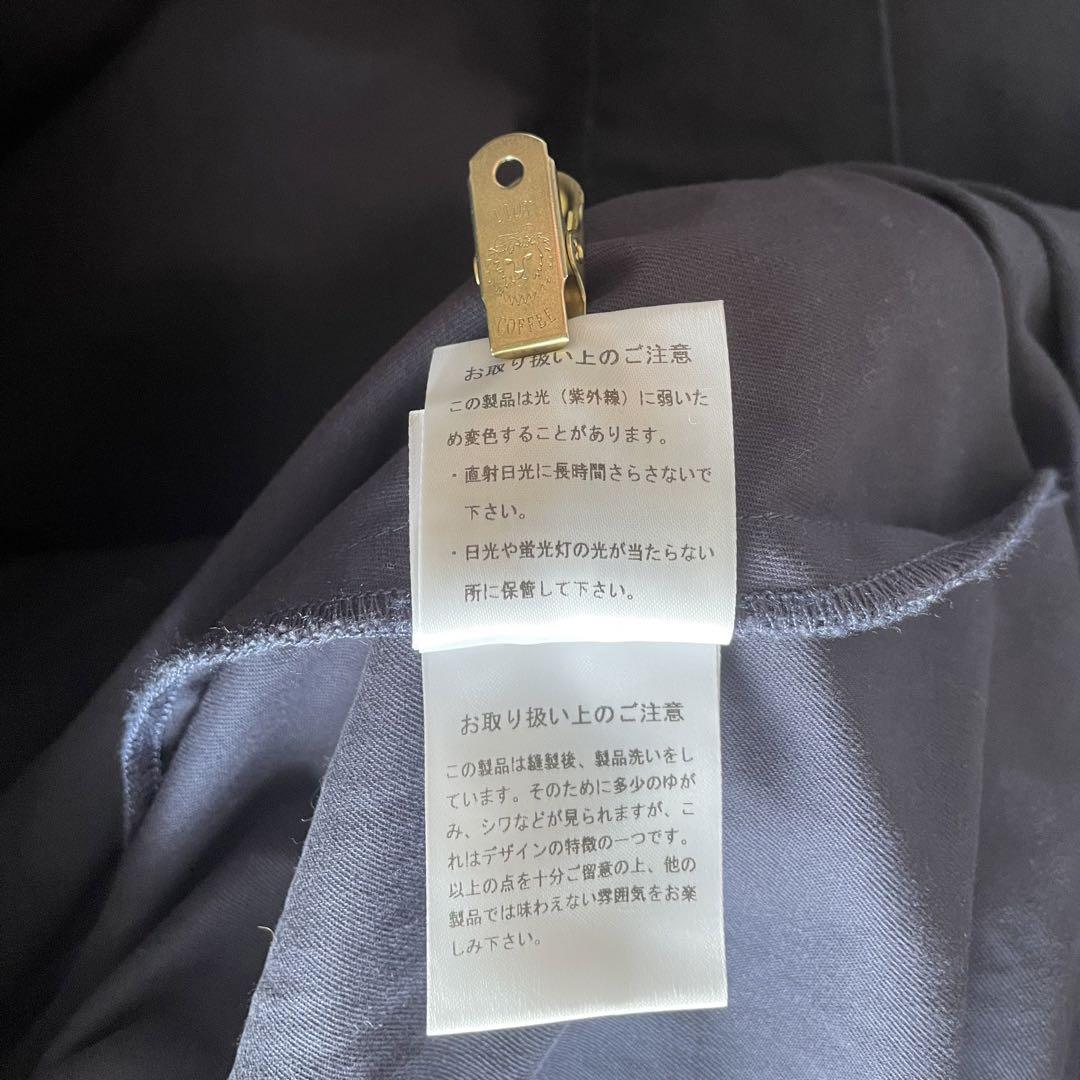 LION
COFFEE
お取り扱い上のご注意
この製品は光（紫外線）に弱いた
め変色することがあります。
・直射日光に長時間さらさないで
下さい。
・日光や蛍光灯の光が当たらない
所に保管して下さい。
お取り扱い上のご注意
この製品は縫製後、製品洗いをし
ています。そのために多少のゆが
み、シワなどが見られますが、こ
れはデザインの特徴の一つです。
以上の点を十分ご留意の上、他の
製品では味わえない雰囲気をお楽
しみ下さい。